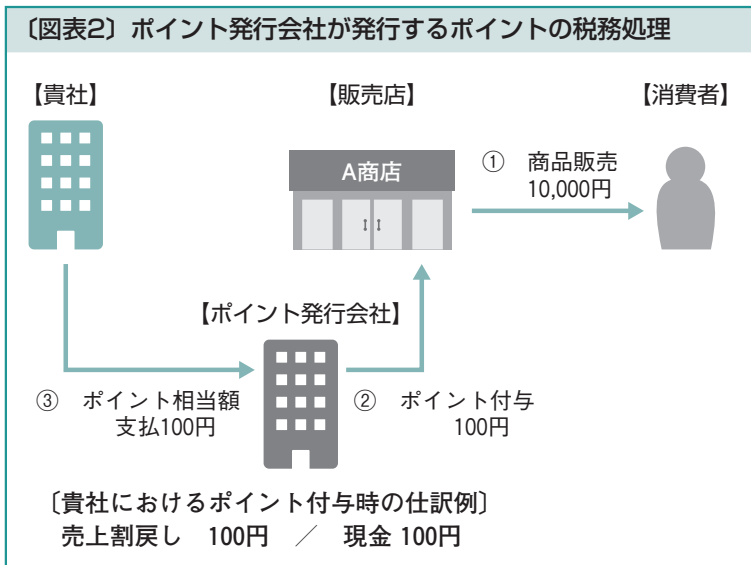 〔図表2〕ポイント発行会社が発行するポイントの税務処理
【貴社】
【販売店】
【消費者】
A商店
① 商品販売
10,000円
【ポイント発行会社】
③ ポイント相当額
支払100円
② ポイント付与
100円
〔貴社におけるポイント付与時の仕訳例〕
売上割戻し 100円 ／ 現金 100円